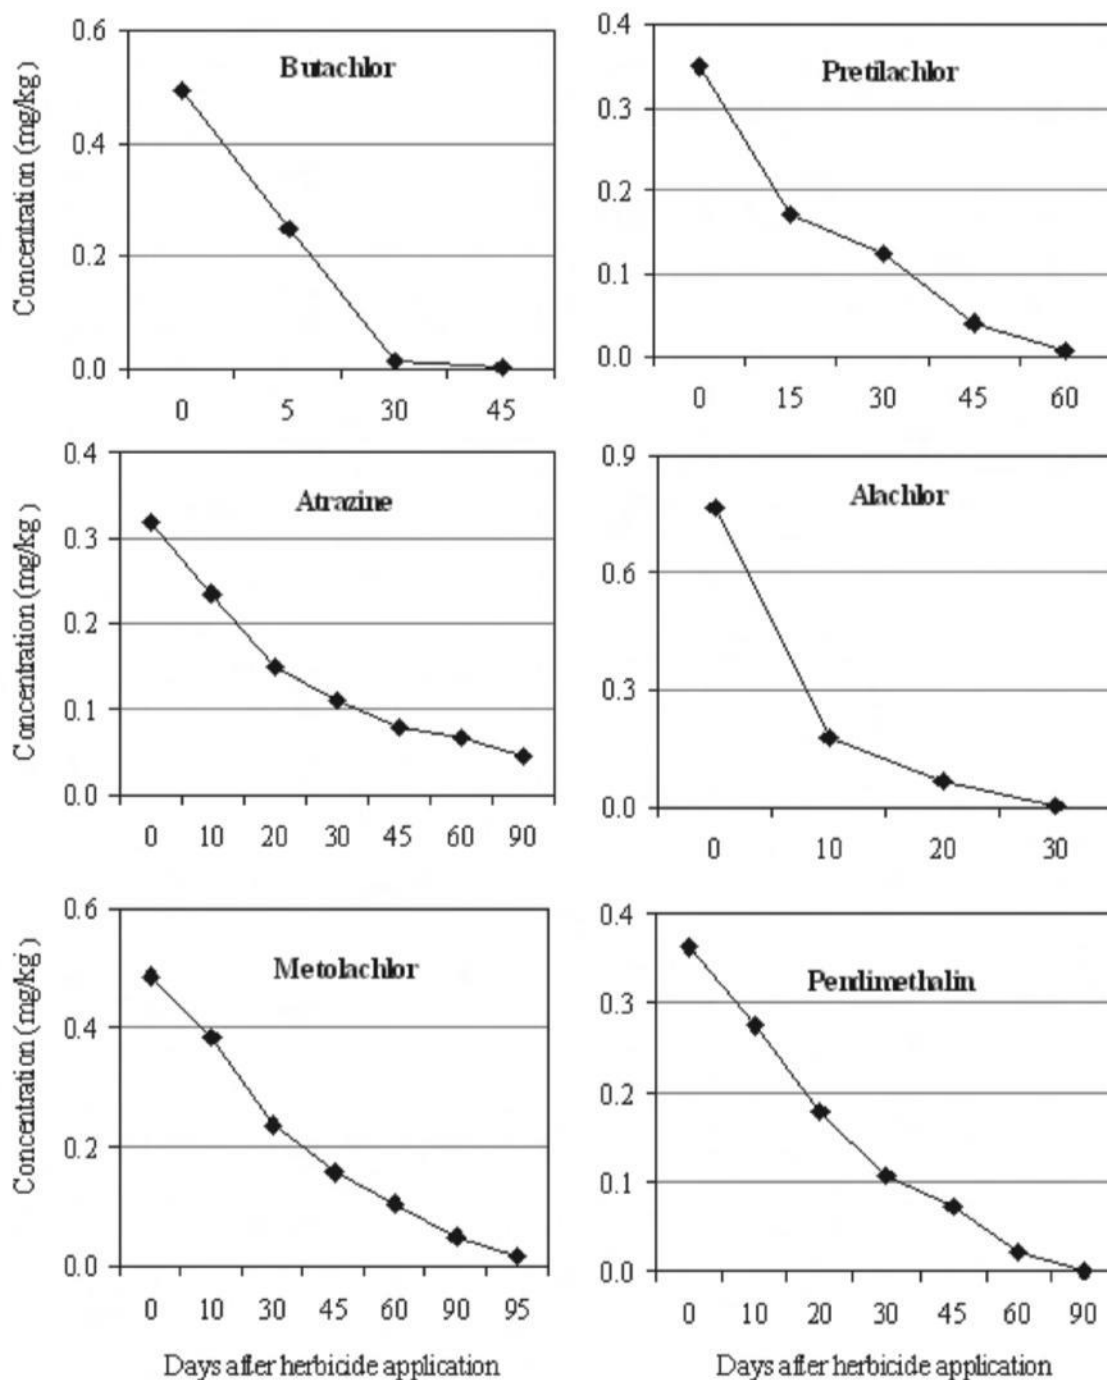 Butachlor
Concentration (mg/kg )
0.6
0.4
0.2
0.0
0 5 30 45
Pretilachlor
0.4
0.3
0.2
0.1
0.0
0 15 30 45 60
Atrazine
Concentration (mg/kg )
0.4
0.3
0.2
0.1
0.0
0 10 20 30 45 60 90
Alachlor
0.9
0.6
0.3
0.0
0 10 20 30
Metolachlor
Concentration (mg/kg )
0.6
0.4
0.2
0.0
0 10 30 45 60 90 95
Days after herbicide application
Pendimethalin
0.4
0.3
0.2
0.1
0.0
0 10 20 30 45 60 90
Days after herbicide application